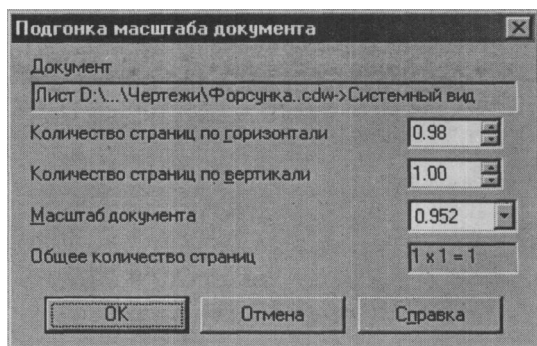 Подгонка масштаба документа
Документ
Лист D:\...\Чертежи\Форсунка..cdw->Системный вид
Количество страниц по горизонтали 0.98
Количество страниц по вертикали 1.00
Масштаб документа 0.952
Общее количество страниц 1 x 1 = 1
OK Отмена Справка